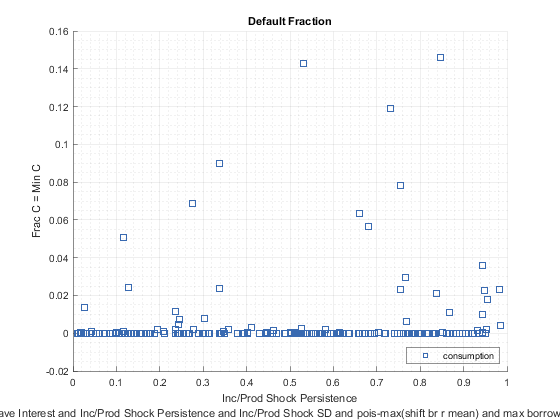 Default Fraction
0.16
0.14
0.12
0.1
0.08
0.06
0.04
0.02
0
-0.02
Frac C = Min C
consumption
0 0.1 0.2 0.3 0.4 0.5 0.6 0.7 0.8 0.9 1
Inc/Prod Shock Persistence
ave Interest and Inc/Prod Shock Persistence and Inc/Prod Shock SD and pois-max(shift br r mean) and max borrow